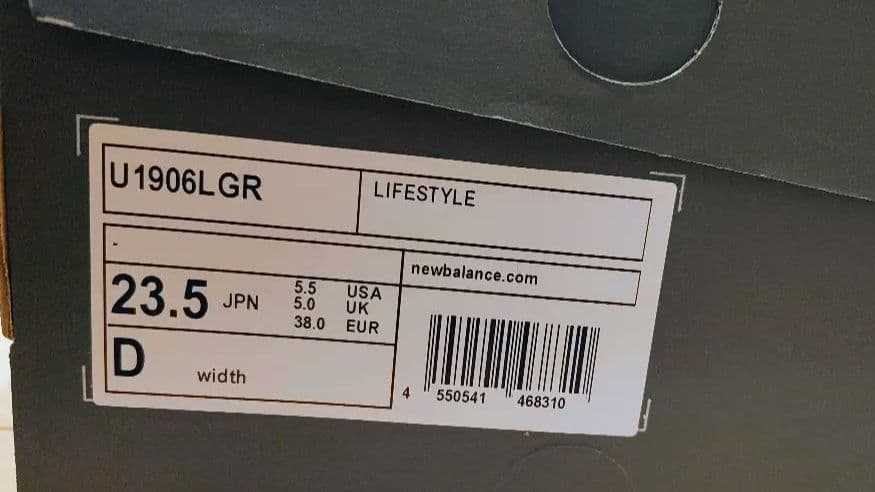 U1906LGR
LIFESTYLE
-
newbalance.com
23.5 JPN
5.5 USA
5.0 UK
38.0 EUR
D width
4 550541 468310